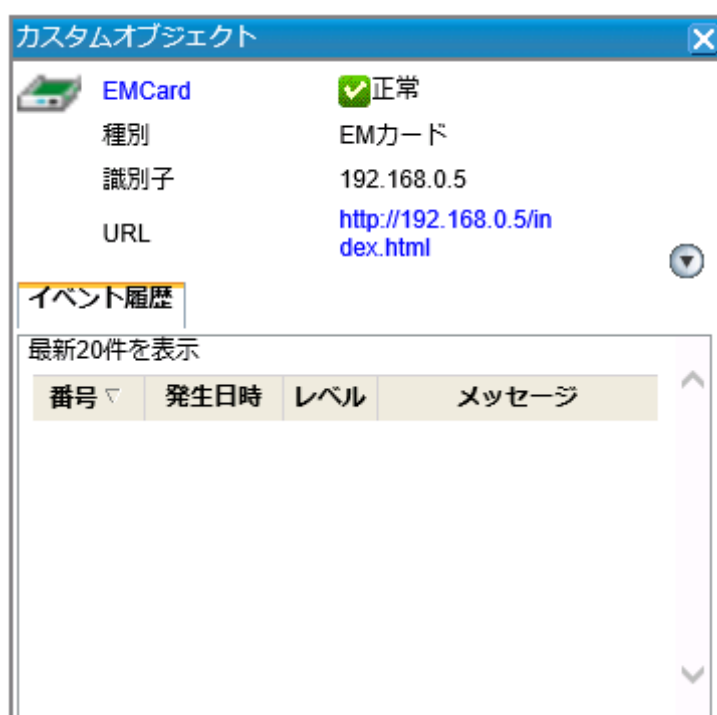 カスタムオブジェクト
EMCard 正常
種別 EMカード
識別子 192.168.0.5
URL http://192.168.0.5/in
dex.html
イベント履歴
最新20件を表示
番号 発生日時 レベル メッセージ